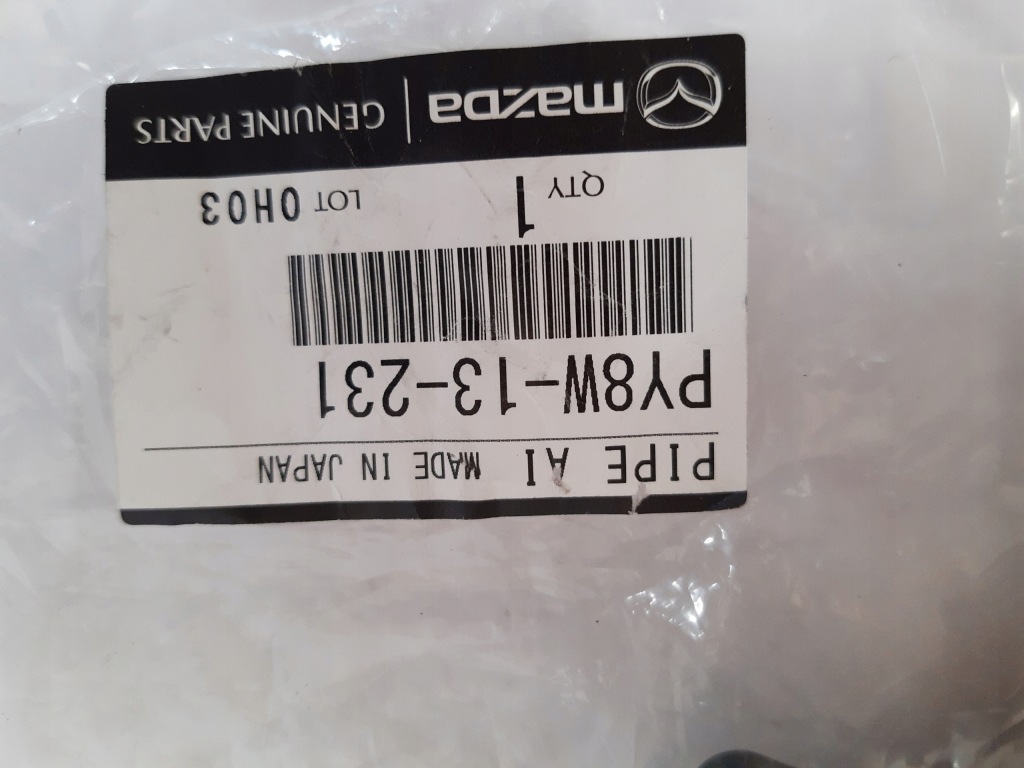 PIPE AI MADE IN JAPAN
PY8W-13-231
QTY 1 LOT 0H03
mazda GENUINE PARTS